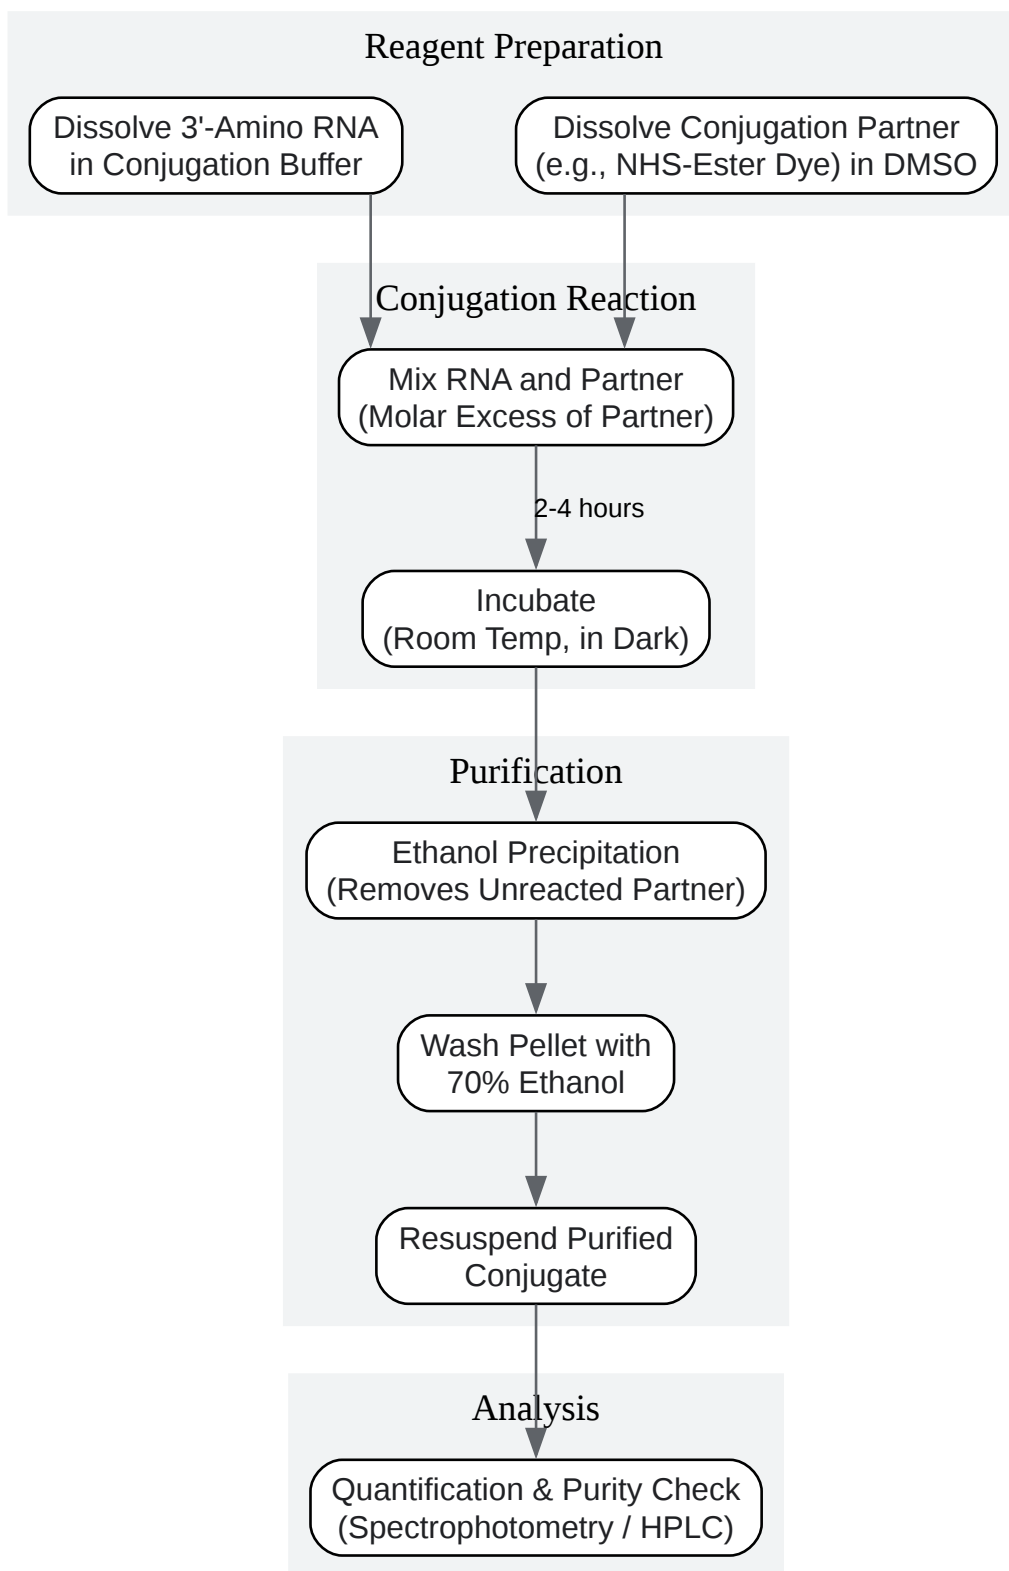 Reagent Preparation
Dissolve 3'-Amino RNA
in Conjugation Buffer
Dissolve Conjugation Partner
(e.g., NHS-Ester Dye) in DMSO
Conjugation Reaction
Mix RNA and Partner
(Molar Excess of Partner)
2-4 hours
Incubate
(Room Temp, in Dark)
Purification
Ethanol Precipitation
(Removes Unreacted Partner)
Wash Pellet with
70% Ethanol
Resuspend Purified
Conjugate
Analysis
Quantification & Purity Check
(Spectrophotometry / HPLC)